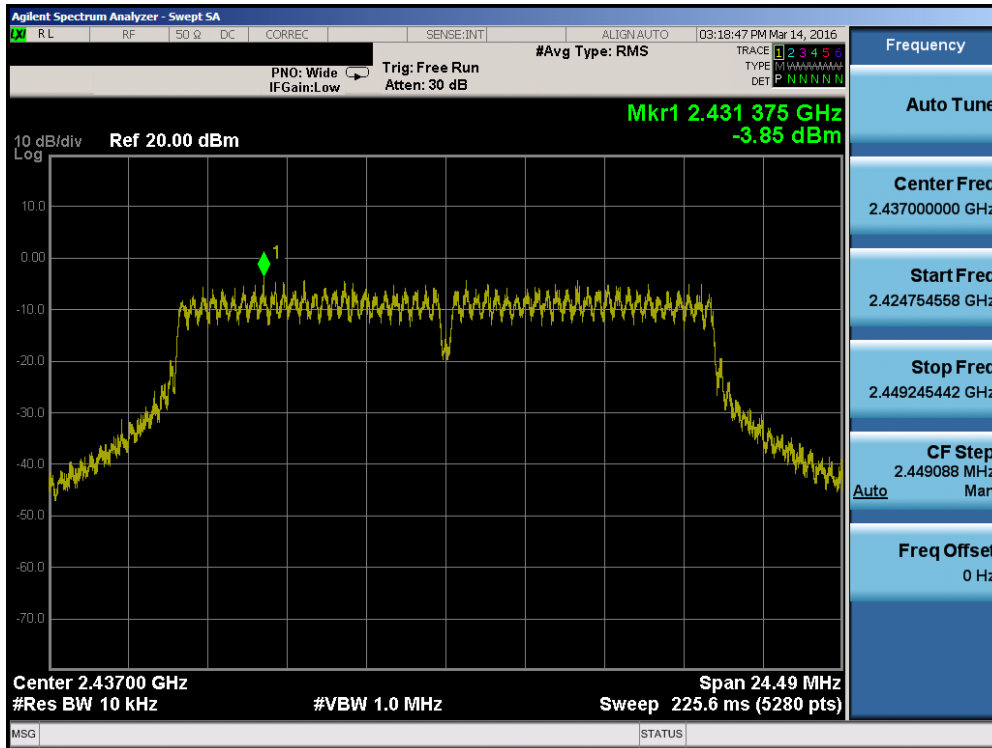 Agilent Spectrum Analyzer - Swept SA
LXI RL RF 50 Ω DC CORREC SENSE:INT ALIGN AUTO 03:18:47 PM Mar 14, 2016
#Avg Type: RMS TRACE 1 2 3 4 5 6
PNO: Wide Trig: Free Run TYPE M
IFGain:Low Atten: 30 dB DET P N N N N N
Mkr1 2.431 375 GHz
-3.85 dBm
10 dB/div Ref 20.00 dBm
Log
10.0
0.00
-10.0
-20.0
-30.0
-40.0
-50.0
-60.0
-70.0
1
Center 2.43700 GHz Span 24.49 MHz
#Res BW 10 kHz #VBW 1.0 MHz Sweep 225.6 ms (5280 pts)
MSG STATUS
Frequency
Auto Tune
Center Freq
2.437000000 GHz
Start Freq
2.424754558 GHz
Stop Freq
2.449245442 GHz
CF Step
2.449088 MHz
Auto Man
Freq Offset
0 Hz